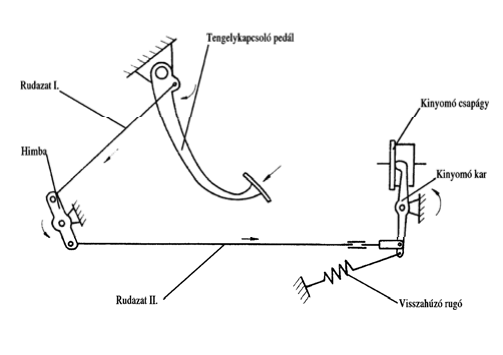 Tengelykapcsoló pedál
Rudazat I.
Kinyomó csapágy
Himba
Kinyomó kar
Rudazat II.
Visszahúzó rugó